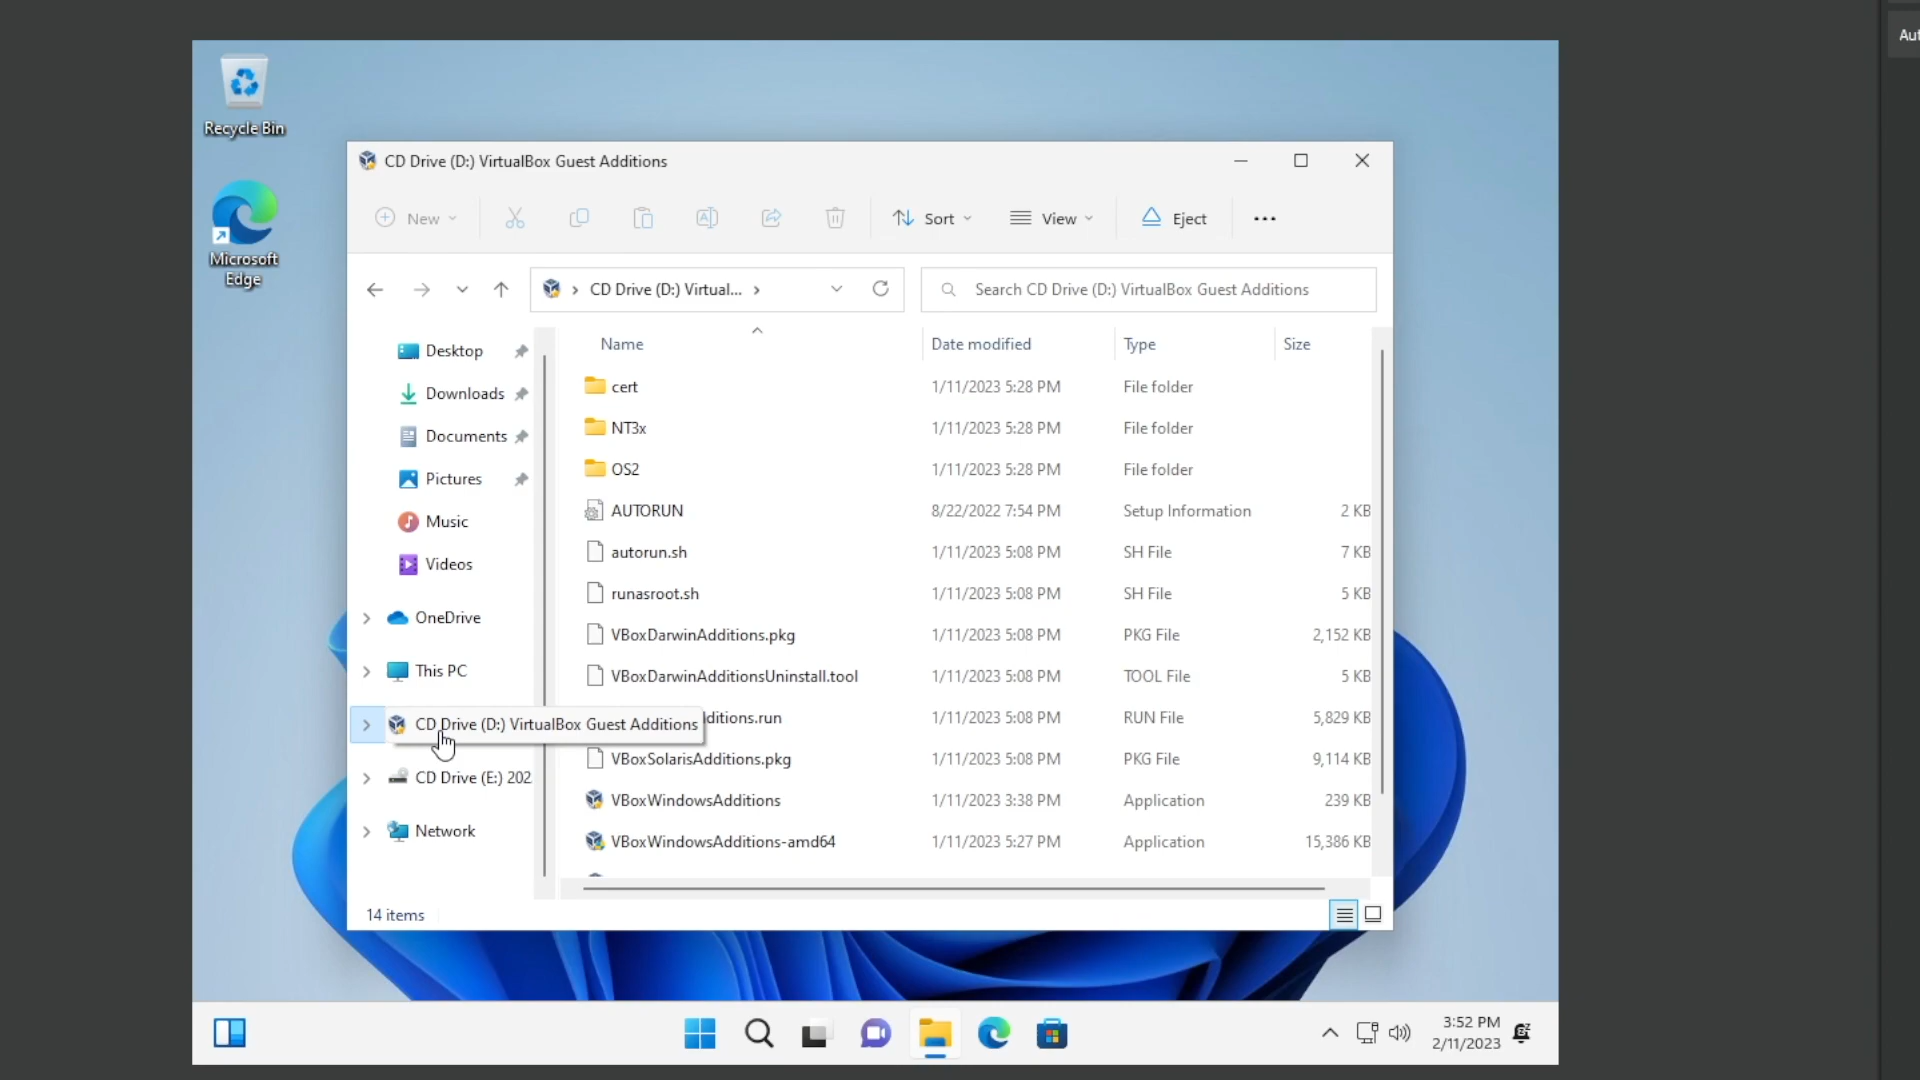 Aut
Recycle Bin
Microsoft
Edge
CD Drive (D:) VirtualBox Guest Additions
New
Sort
View
Eject
CD Drive (D:) Virtual...
Search CD Drive (D:) VirtualBox Guest Additions
Desktop
Downloads
Documents
Pictures
Music
Videos
OneDrive
This PC
CD Drive (D:) VirtualBox Guest Additions
CD Drive (E:) 202
Network
Name Date modified Type Size
cert 1/11/2023 5:28 PM File folder
NT3x 1/11/2023 5:28 PM File folder
OS2 1/11/2023 5:28 PM File folder
AUTORUN 8/22/2022 7:54 PM Setup Information 2 KB
autorun.sh 1/11/2023 5:08 PM SH File 7 KB
runasroot.sh 1/11/2023 5:08 PM SH File 5 KB
VBoxDarwinAdditions.pkg 1/11/2023 5:08 PM PKG File 2,152 KB
VBoxDarwinAdditionsUninstall.tool 1/11/2023 5:08 PM TOOL File 5 KB
ditions.run 1/11/2023 5:08 PM RUN File 5,829 KB
VBoxSolarisAdditions.pkg 1/11/2023 5:08 PM PKG File 9,114 KB
VBoxWindowsAdditions 1/11/2023 3:38 PM Application 239 KB
VBoxWindowsAdditions-amd64 1/11/2023 5:27 PM Application 15,386 KB
14 items
3:52 PM
2/11/2023